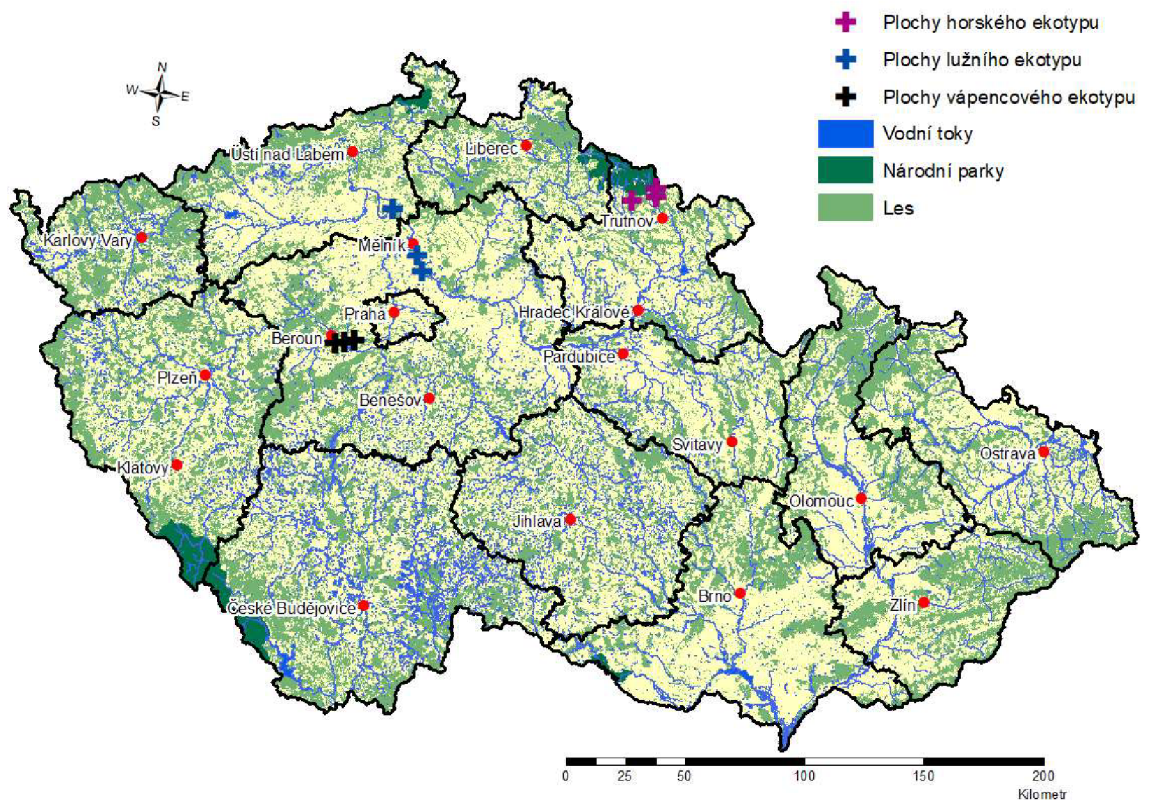 Plochy horského ekotypu
Plochy lužního ekotypu
Plochy vápencového ekotypu
Vodní toky
Národní parky
Les
N
W E
S
Ústí nad Labem
Liberec
Trutnov
Karlovy Vary
Mělník
Praha
Hradec Králové
Beroun
Pardubice
Plzeň
Benešov
Svitavy
Ostrava
Klatovy
Olomouc
Jihlava
Brno
Zlín
České Budějovice
0 25 50 100 150 200
Kilometr